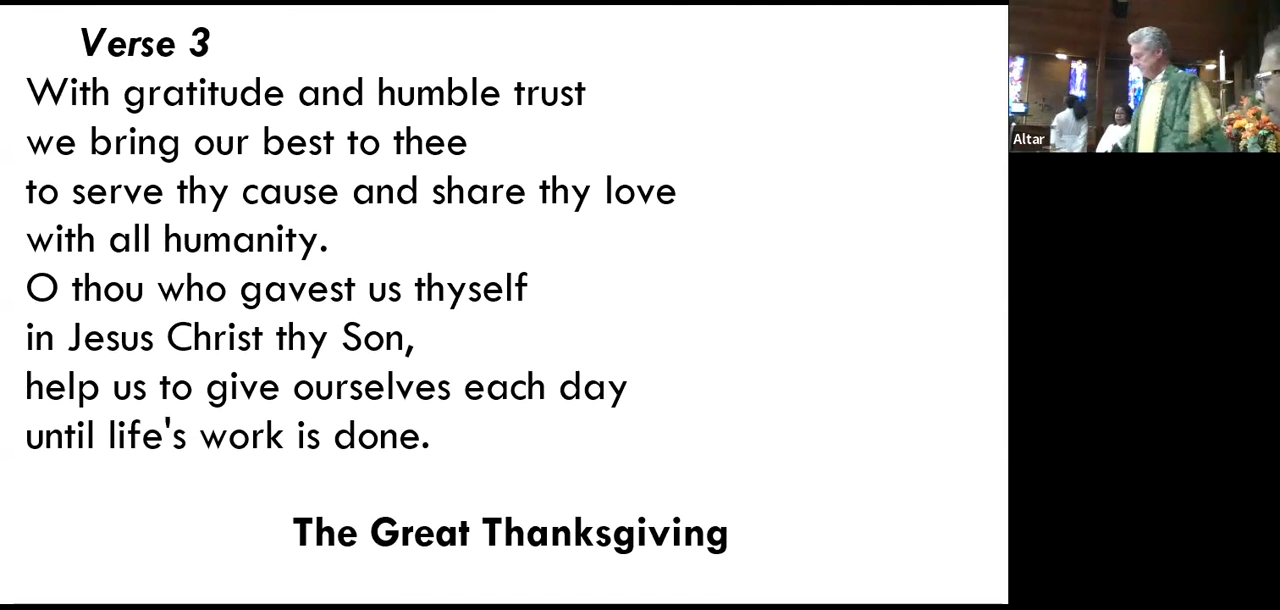 Verse 3
With gratitude and humble trust
we bring our best to thee
to serve thy cause and share thy love
with all humanity.
O thou who gavest us thyself
in Jesus Christ thy Son,
help us to give ourselves each day
until life's work is done.
The Great Thanksgiving
Altar